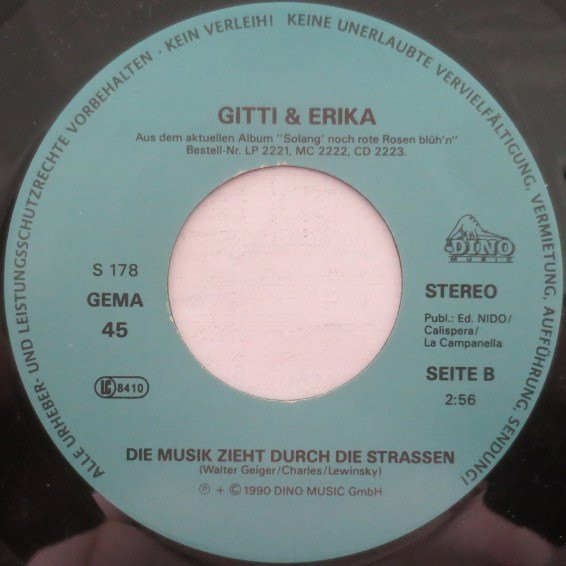 ALLE URHEBER- UND LEISTUNGSSCHUTZRECHTE VORBEHALTEN · KEIN VERLEIH! KEINE UNERLAUBTE VERVIELFÄLTIGUNG, VERMIETUNG, AUFFÜHRUNG, SENDUNG!
GITTI & ERIKA
Aus dem aktuellen Album "Solang' noch rote Rosen blüh'n"
Bestell-Nr. LP 2221, MC 2222, CD 2223.
DINO
MUSIC
S 178
GEMA
45
LC 8410
STEREO
Publ.: Ed. NIDO/
Calispera/
La Campanella
SEITE B
2:56
DIE MUSIK ZIEHT DURCH DIE STRASSEN
(Walter Geiger/Charles/Lewinsky)
℗ + © 1990 DINO MUSIC GmbH